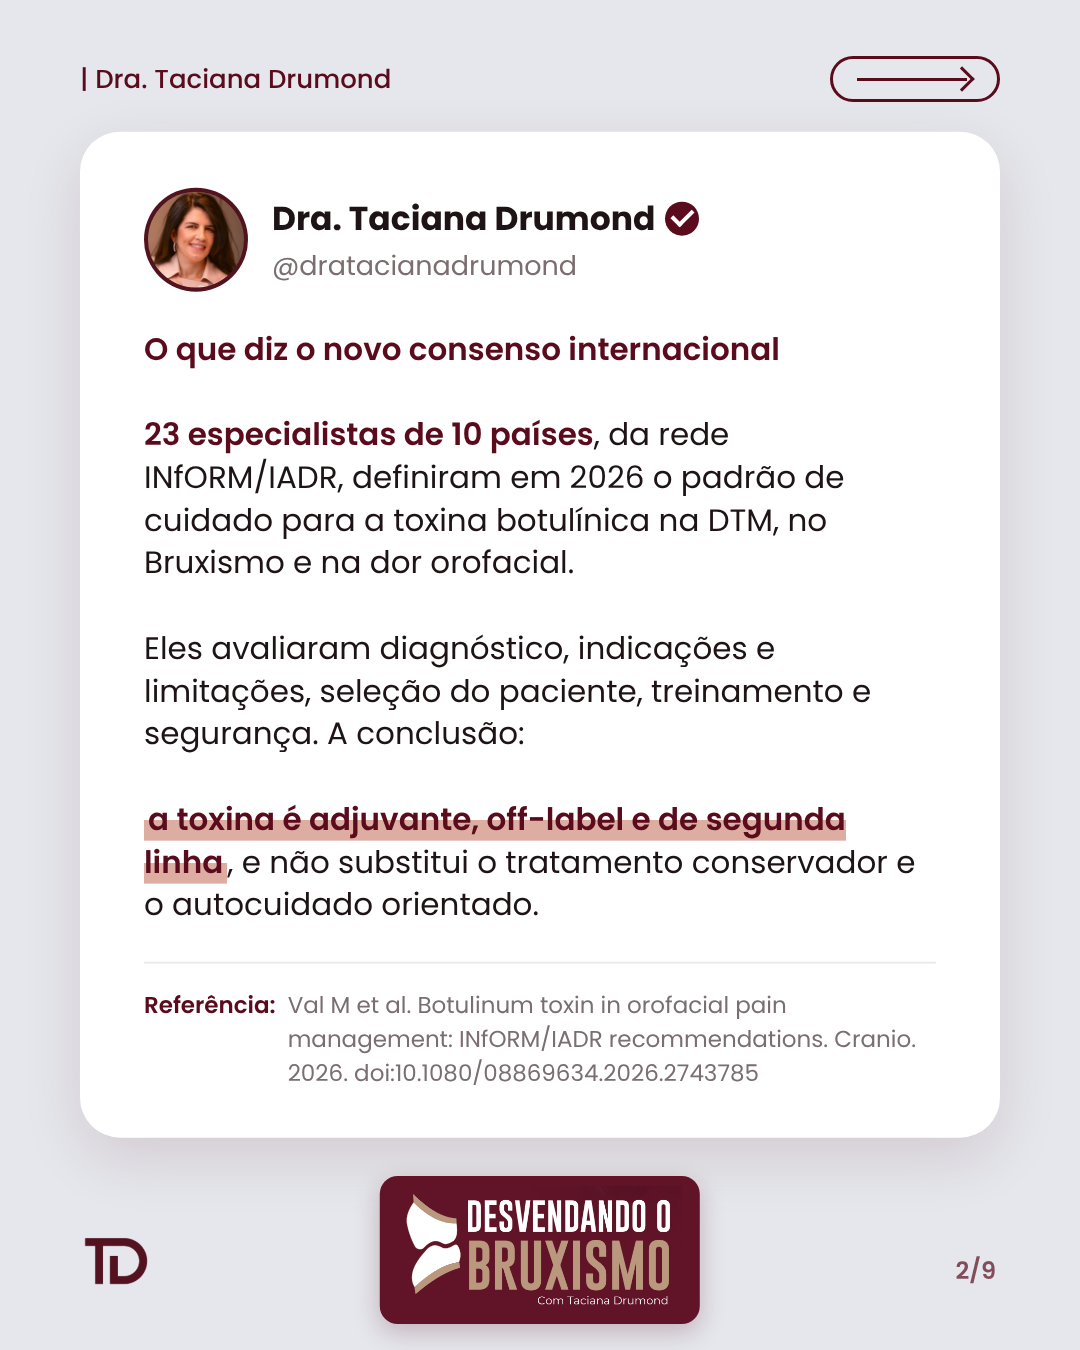 | Dra. Taciana Drumond
Dra. Taciana Drumond
@dratacianadrumond
O que diz o novo consenso internacional
23 especialistas de 10 países, da rede
INfORM/IADR, definiram em 2026 o padrão de
cuidado para a toxina botulínica na DTM, no
Bruxismo e na dor orofacial.
Eles avaliaram diagnóstico, indicações e
limitações, seleção do paciente, treinamento e
segurança. A conclusão:
a toxina é adjuvante, off-label e de segunda
linha, e não substitui o tratamento conservador e
o autocuidado orientado.
Referência: Val M et al. Botulinum toxin in orofacial pain
management: INfORM/IADR recommendations. Cranio.
2026. doi:10.1080/08869634.2026.2743785
DESVENDANDO O
BRUXISMO
Com Taciana Drumond
TD
2/9